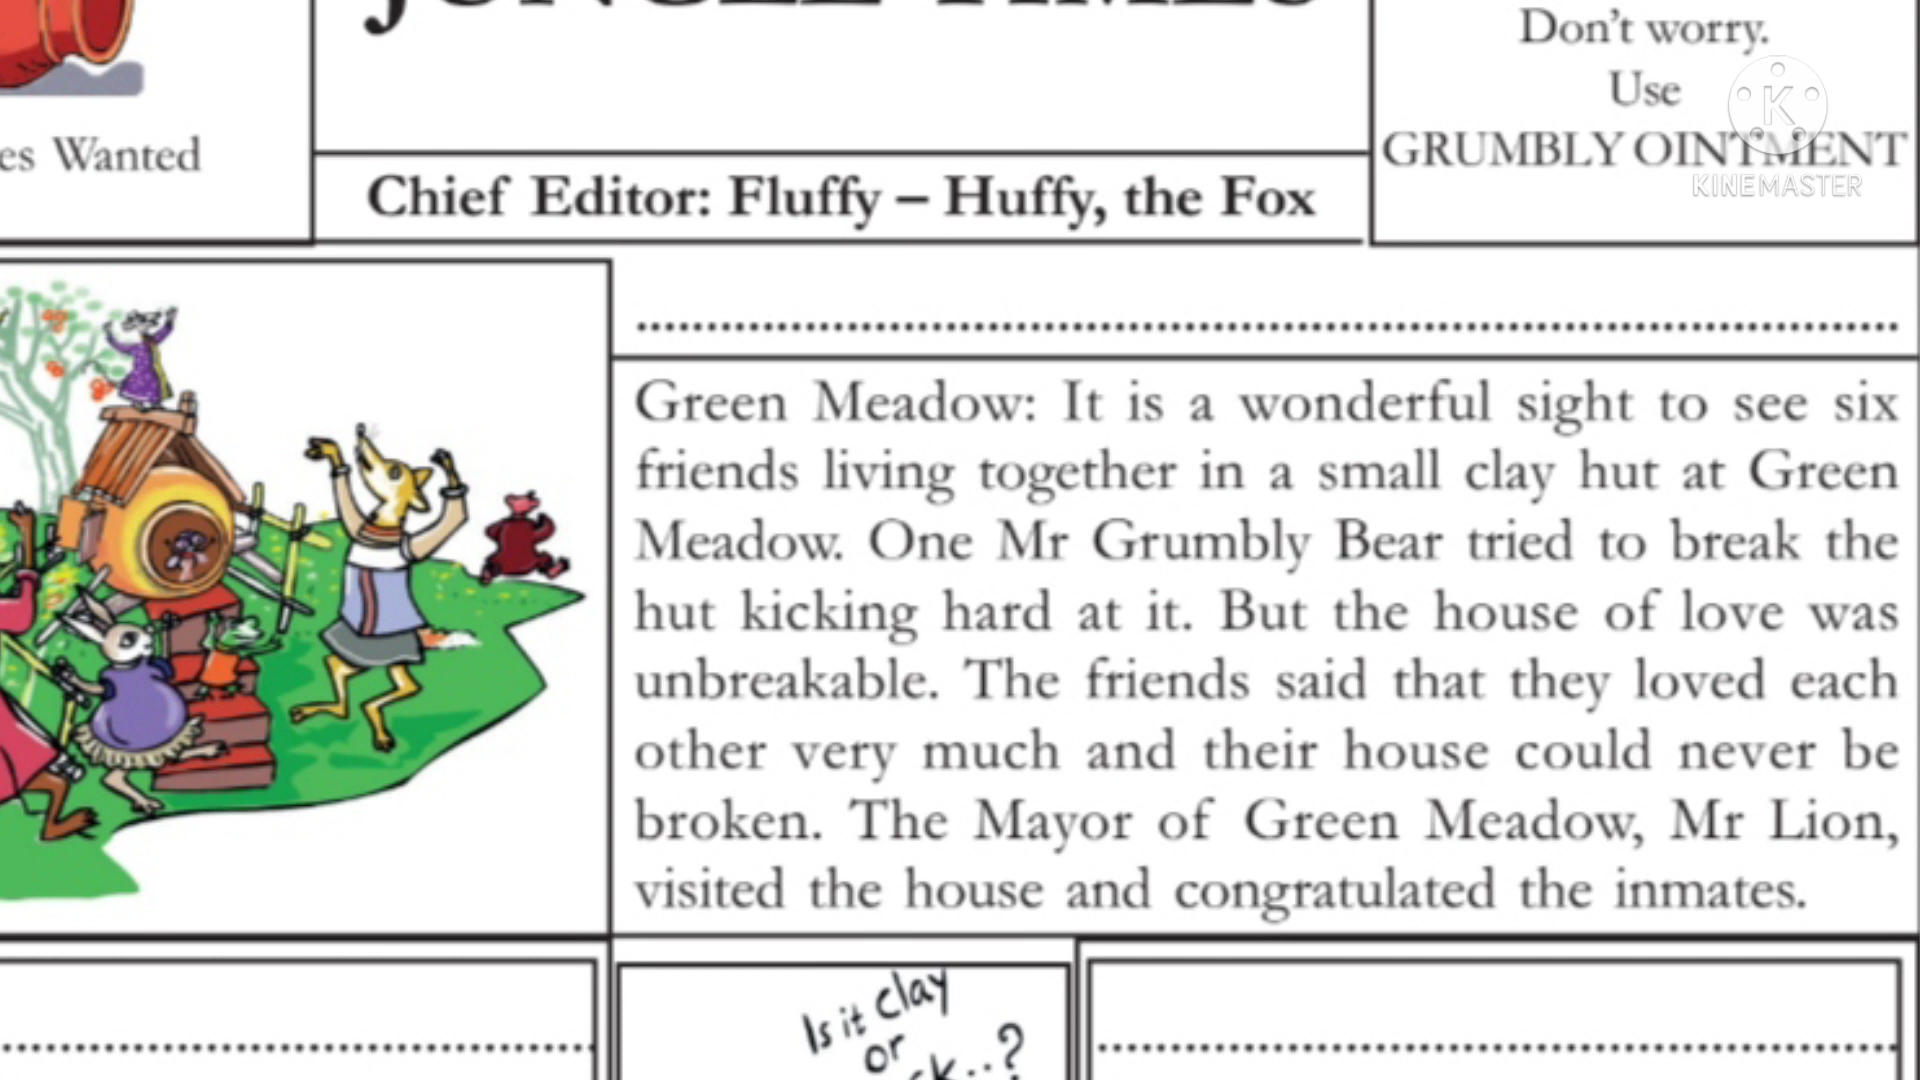 JUNGLE TIMES
Don't worry.
Use
GRUMBLY OINTMENT
KINEMASTER
Wanted
Chief Editor: Fluffy – Huffy, the Fox
Green Meadow: It is a wonderful sight to see six
friends living together in a small clay hut at Green
Meadow. One Mr Grumbly Bear tried to break the
hut kicking hard at it. But the house of love was
unbreakable. The friends said that they loved each
other very much and their house could never be
broken. The Mayor of Green Meadow, Mr Lion,
visited the house and congratulated the inmates.
Is it clay
or